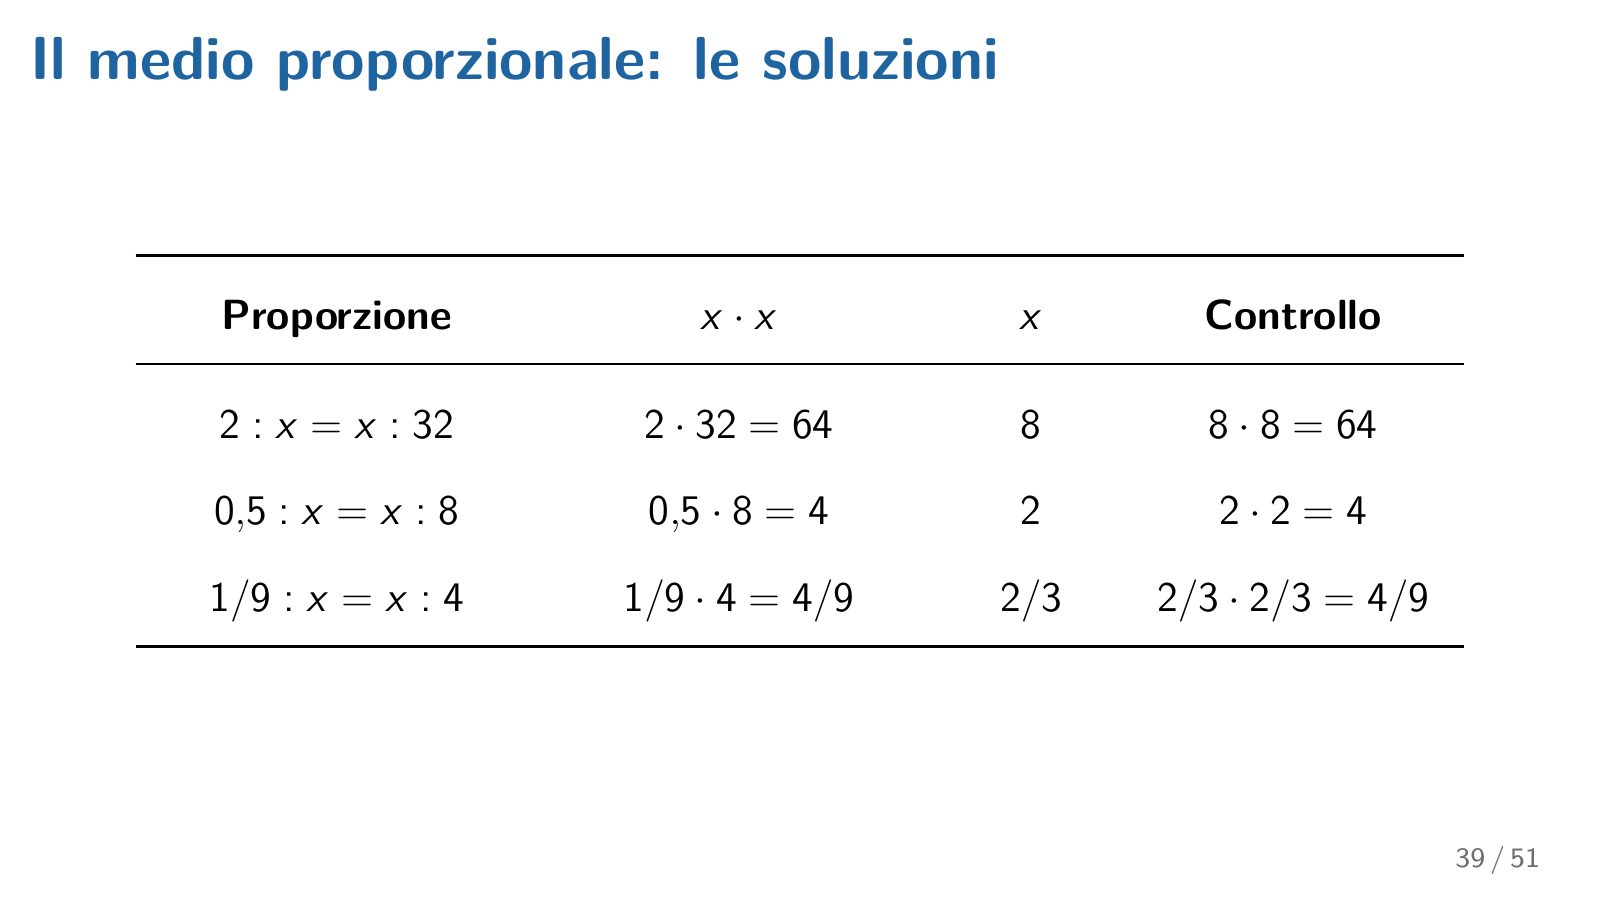 Il medio proporzionale: le soluzioni
Proporzione x · x x Controllo
2 : x = x : 32 2 · 32 = 64 8 8 · 8 = 64
0,5 : x = x : 8 0,5 · 8 = 4 2 2 · 2 = 4
1/9 : x = x : 4 1/9 · 4 = 4/9 2/3 2/3 · 2/3 = 4/9
39 / 51